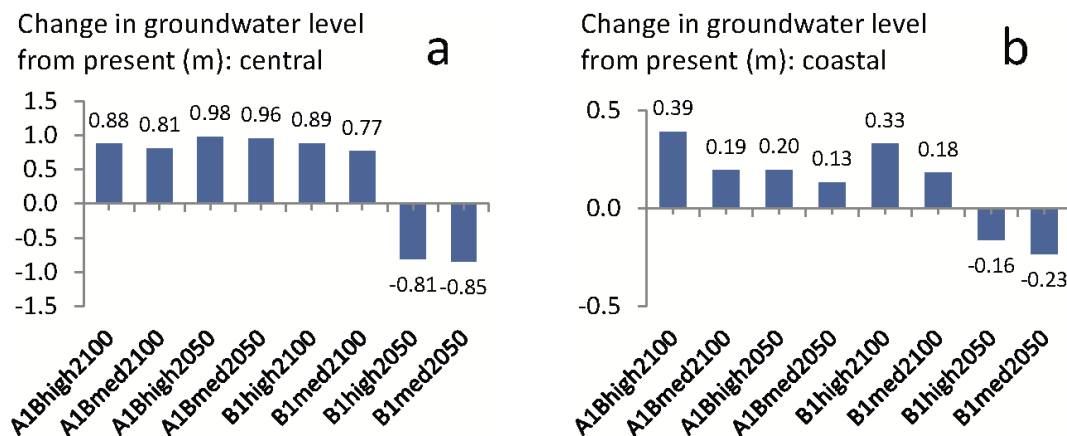 Change in groundwater level
from present (m): central
a
1.5
1.0
0.5
0.0
-0.5
-1.0
-1.5
0.88
0.81
0.98
0.96
0.89
0.77
-0.81
-0.85
A1Bhigh2100
A1Bmed2100
A1Bhigh2050
A1Bmed2050
B1high2100
B1med2100
B1high2050
B1med2050
Change in groundwater level
from present (m): coastal
b
0.5
0.0
-0.5
0.39
0.19
0.20
0.13
0.33
0.18
-0.16
-0.23
A1Bhigh2100
A1Bmed2100
A1Bhigh2050
A1Bmed2050
B1high2100
B1med2100
B1high2050
B1med2050